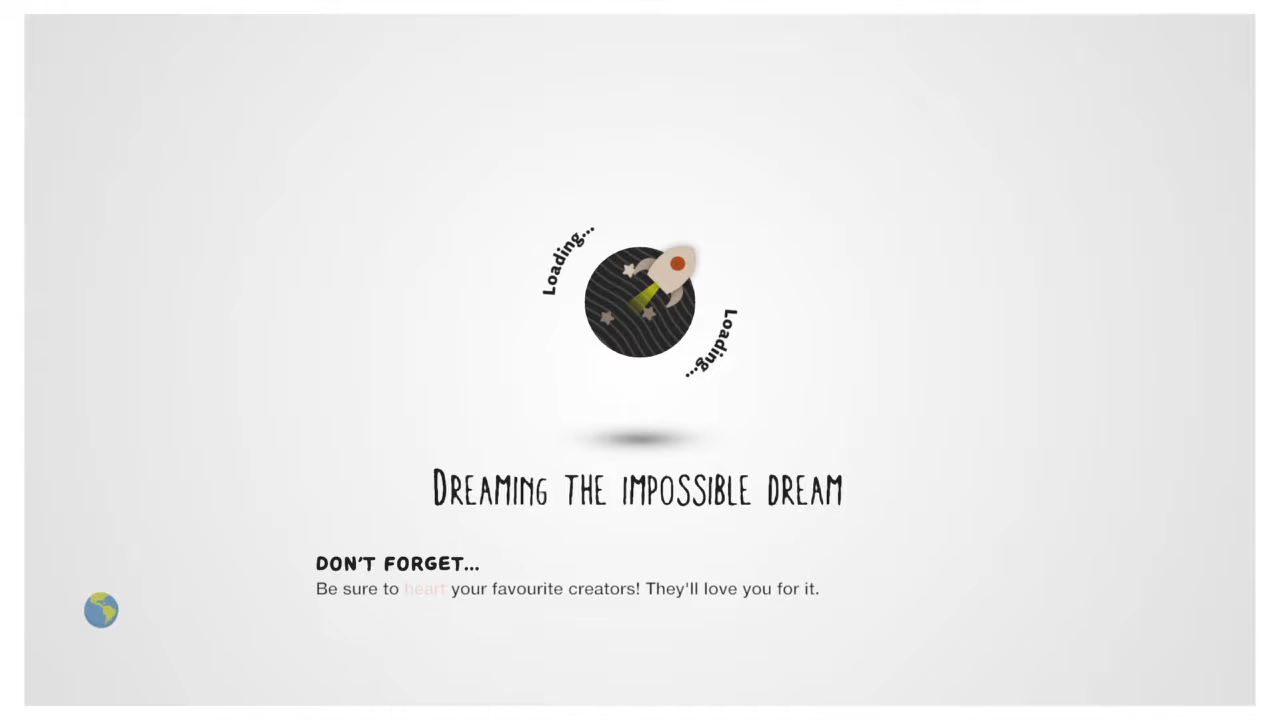 Loading...
Loading...
Dreaming the impossible dream
DON'T FORGET...
Be sure to heart your favourite creators! They'll love you for it.